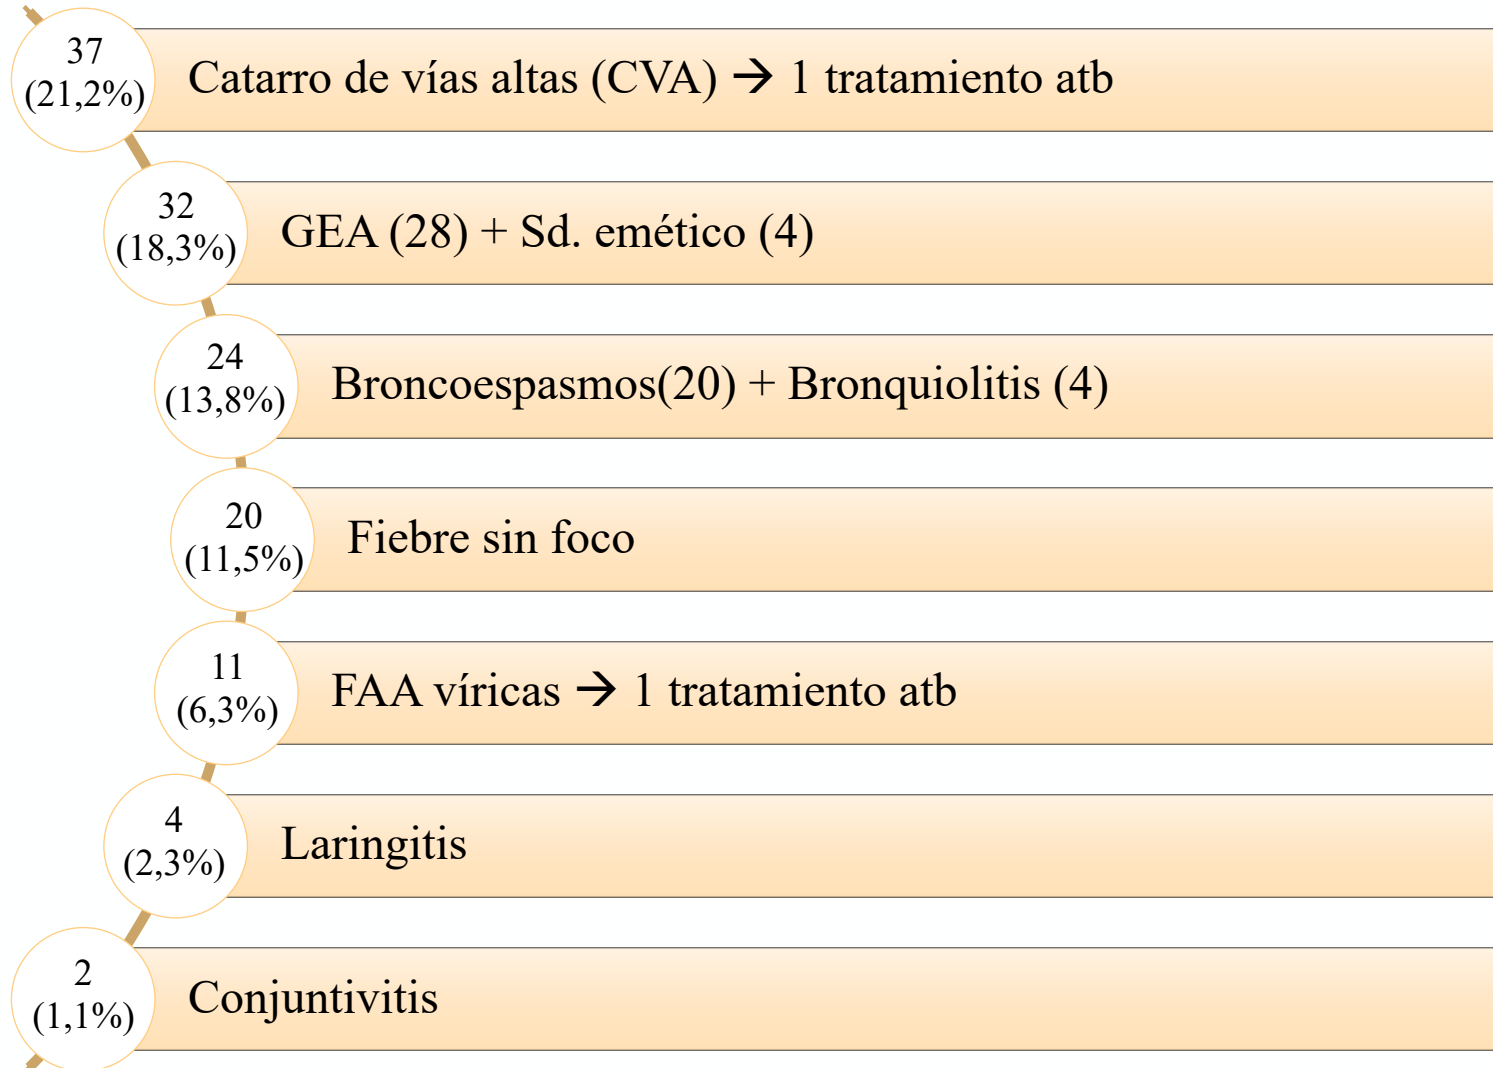 37
(21,2%)
Catarro de vías altas (CVA) → 1 tratamiento atb
32
(18,3%)
GEA (28) + Sd. emético (4)
24
(13,8%)
Broncoespasmos(20) + Bronquiolitis (4)
20
(11,5%)
Fiebre sin foco
11
(6,3%)
FAA víricas → 1 tratamiento atb
4
(2,3%)
Laringitis
2
(1,1%)
Conjuntivitis